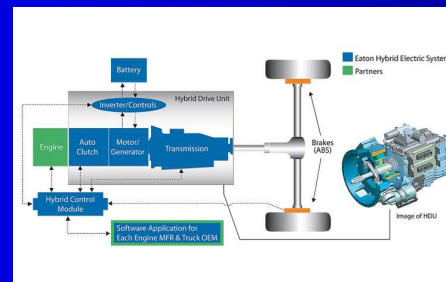 Eaton Hybrid Electric System
Partners
Battery
Hybrid Drive Unit
Inverter/Controls
Engine
Auto
Clutch
Motor/
Generator
Transmission
Brakes
(ABS)
Hybrid Control
Module
Image of HDU
Software Application for
Each Engine MFR & Truck OEM